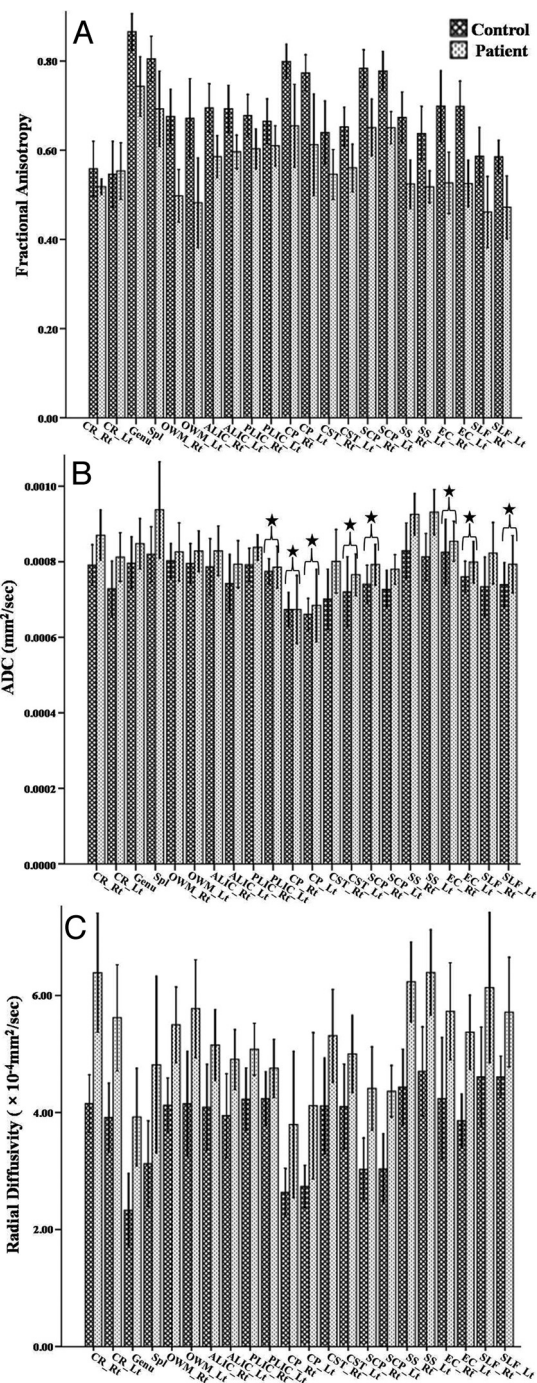 A
Control
Patient
0.80
0.60
0.40
0.20
0.00
Fractional Anisotropy
CR_Rt
CR_Lt
Genu
Spl
OWM_Rt
OWM_Lt
ALIC_Rt
ALIC_Lt
PLIC_Rt
PLIC_Lt
CP_Rt
CP_Lt
CST_Rt
CST_Lt
SCP_Rt
SCP_Lt
SS_Rt
SS_Lt
EC_Rt
EC_Lt
SLF_Rt
SLF_Lt
B
0.0010
0.0008
0.0006
0.0004
0.0002
0.0000
ADC (mm²/sec)
CR_Rt
CR_Lt
Genu
Spl
OWM_Rt
OWM_Lt
ALIC_Rt
ALIC_Lt
PLIC_Rt
PLIC_Lt
CP_Rt
CP_Lt
CST_Rt
CST_Lt
SCP_Rt
SCP_Lt
SS_Rt
SS_Lt
EC_Rt
EC_Lt
SLF_Rt
SLF_Lt
C
6.00
4.00
2.00
0.00
Radial Diffusivity ( × 10⁻⁴mm²/sec)
CR_Rt
CR_Lt
Genu
Spl
OWM_Rt
OWM_Lt
ALIC_Rt
ALIC_Lt
PLIC_Rt
PLIC_Lt
CP_Rt
CP_Lt
CST_Rt
CST_Lt
SCP_Rt
SCP_Lt
SS_Rt
SS_Lt
EC_Rt
EC_Lt
SLF_Rt
SLF_Lt